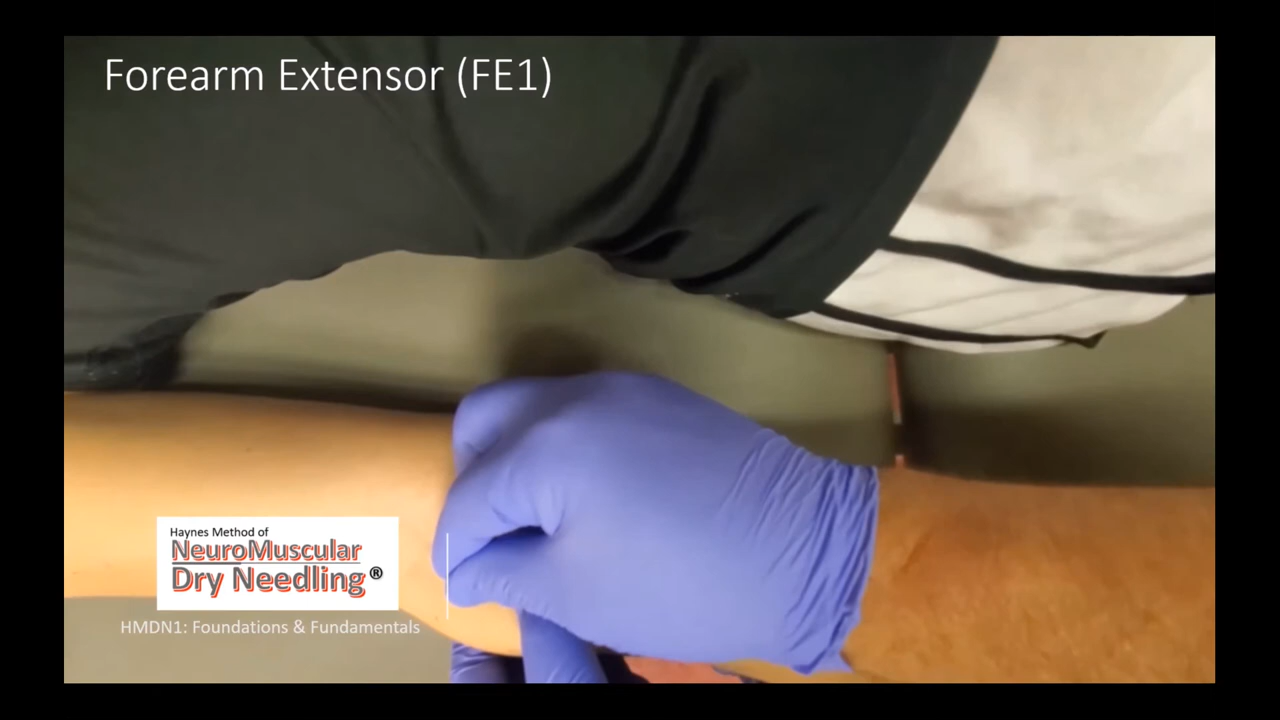 Forearm Extensor (FE1)
Haynes Method of
NeuroMuscular
Dry Needling®
HMDN1: Foundations & Fundamentals